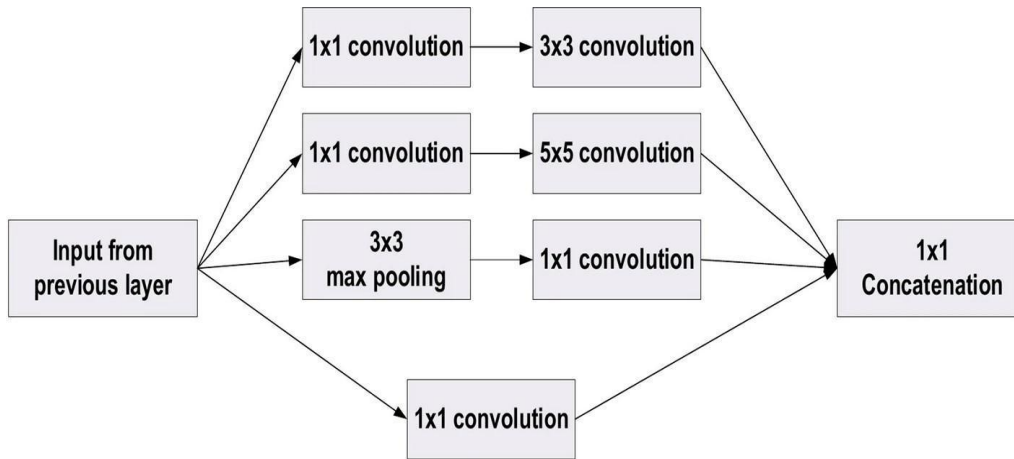 1x1 convolution
3x3 convolution
1x1 convolution
5x5 convolution
Input from
previous layer
3x3
max pooling
1x1 convolution
1x1
Concatenation
1x1 convolution